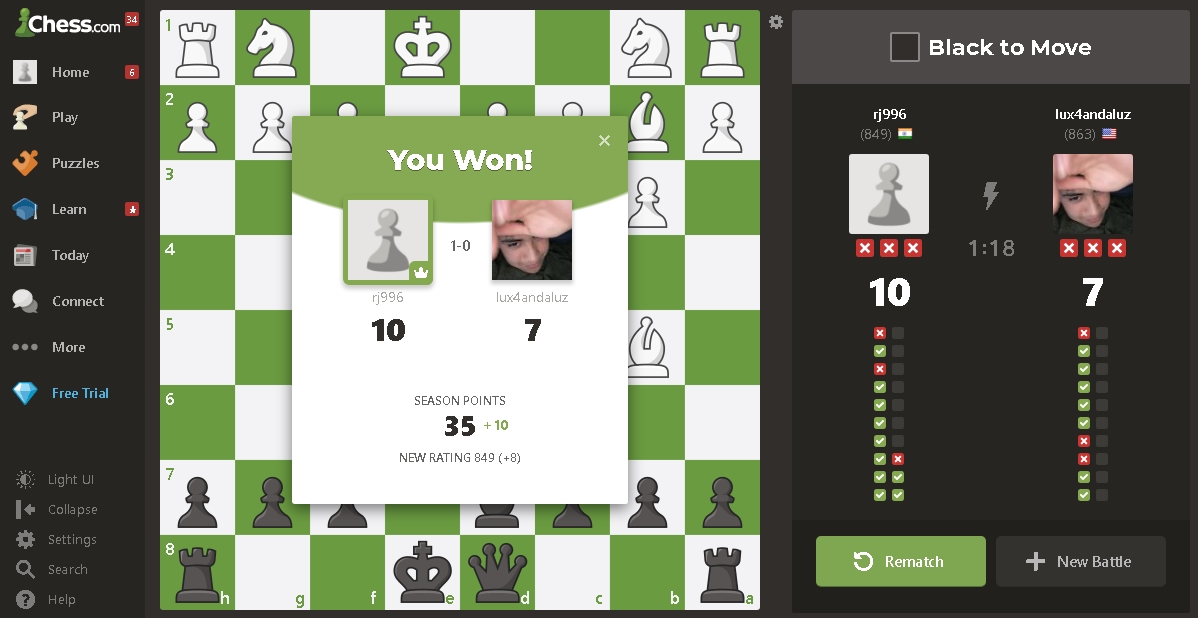 Chess.com 34
Home 6
Play
Puzzles
Learn
Today
Connect
More
Free Trial
Light UI
Collapse
Settings
Search
Help
1
2
3
4
5
6
7
8
h g f e d c b a
You Won!
1-0
rj996 lux4andaluz
10 7
SEASON POINTS
35 +10
NEW RATING 849 (+8)
Black to Move
rj996 lux4andaluz
(849) (863)
1:18
10 7
Rematch New Battle